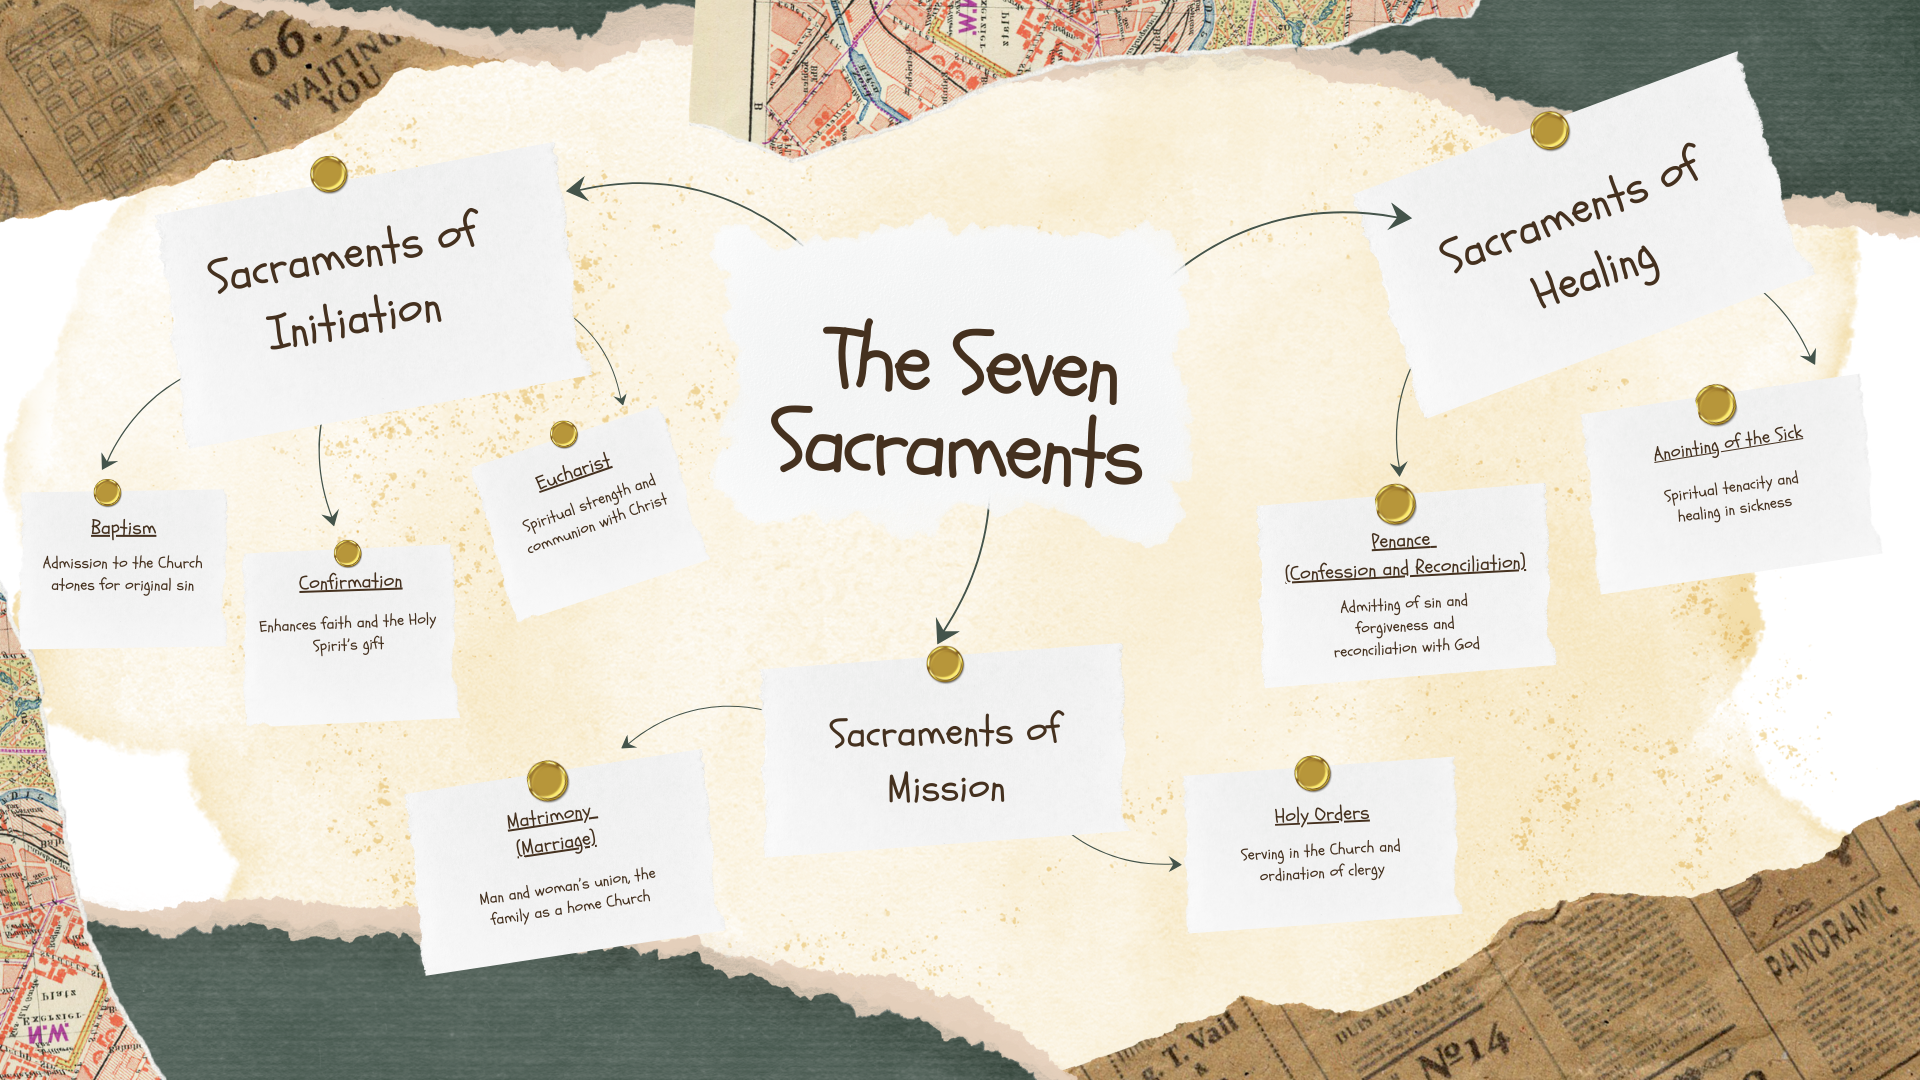 06.
WAITING
YOU
The Seven
Sacraments
Sacraments of
Initiation
Baptism
Admission to the Church
atones for original sin
Confirmation
Enhances faith and the Holy
Spirit's gift
Eucharist
Spiritual strength and
communion with Christ
Sacraments of
Healing
Penance
(Confession and Reconciliation)
Admitting of sin and
forgiveness and
reconciliation with God
Anointing of the Sick
Spiritual tenacity and
healing in sickness
Sacraments of
Mission
Matrimony
(Marriage)
Man and woman's union, the
family as a home Church
Holy Orders
Serving in the Church and
ordination of clergy
PANORAMIC
Nº14
g. T. Vail
&